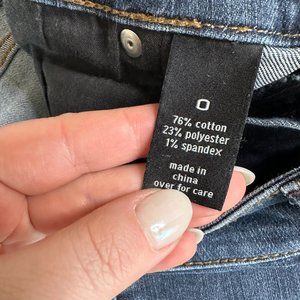 0
76% cotton
23% polyester
1% spandex
made in
china
over for care